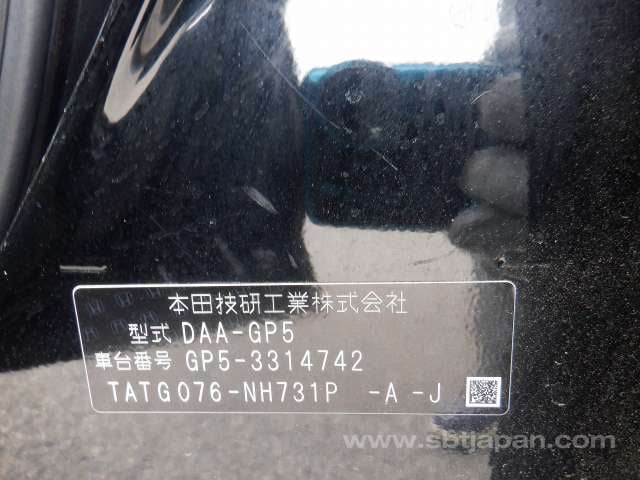 本田技研工業株式会社
型式 DAA-GP5
車台番号 GP5-3314742
TATG076-NH731P -A -J
www.sbtjapan.com